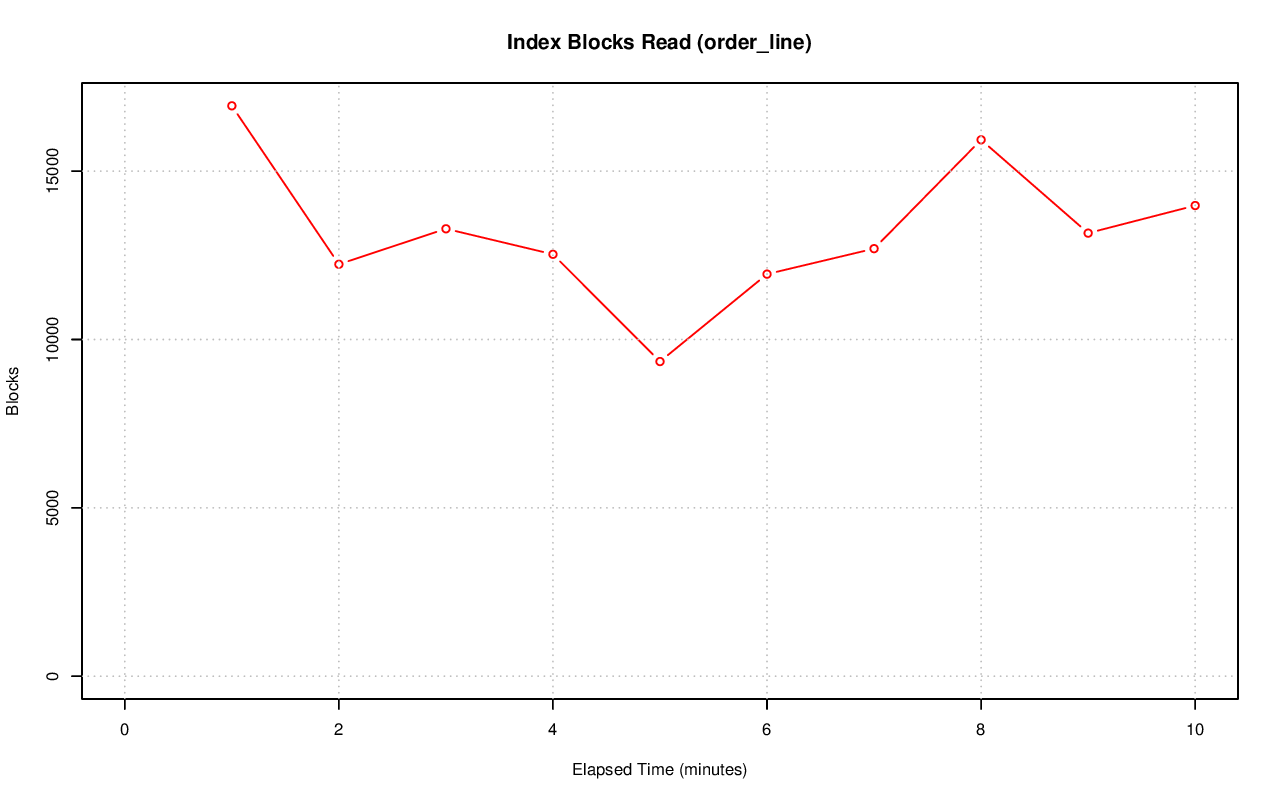 Index Blocks Read (order_line)
15000
10000
5000
0
Blocks
0 2 4 6 8 10
Elapsed Time (minutes)